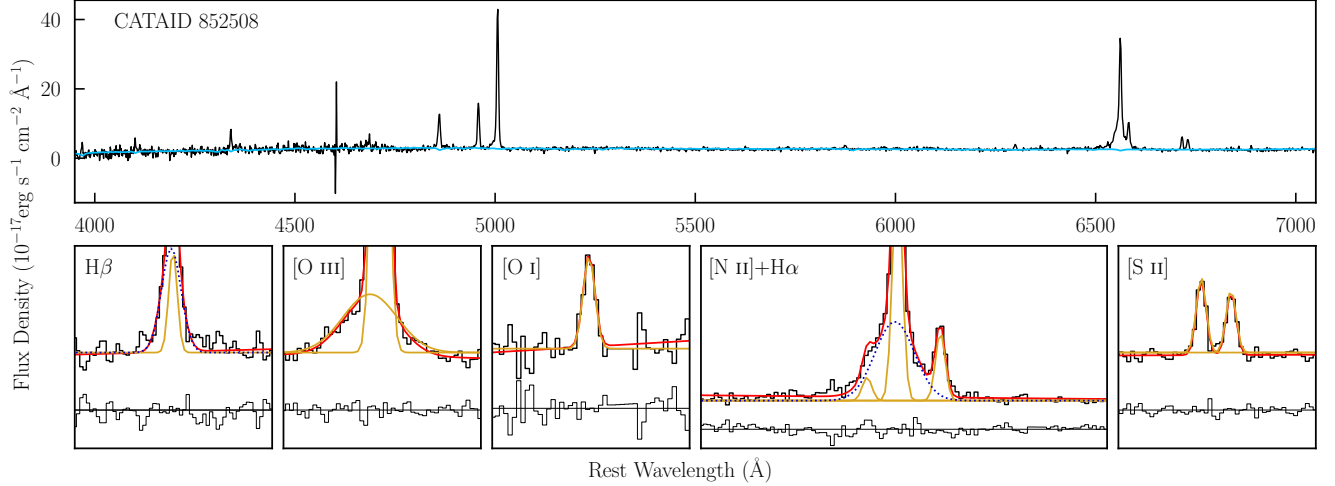 CATAID 852508
40
20
0
4000 4500 5000 5500 6000 6500 7000
Flux Density (10⁻¹⁷erg s⁻¹ cm⁻² Å⁻¹)
Hβ
[O III]
[O I]
[N II]+Hα
[S II]
Rest Wavelength (Å)